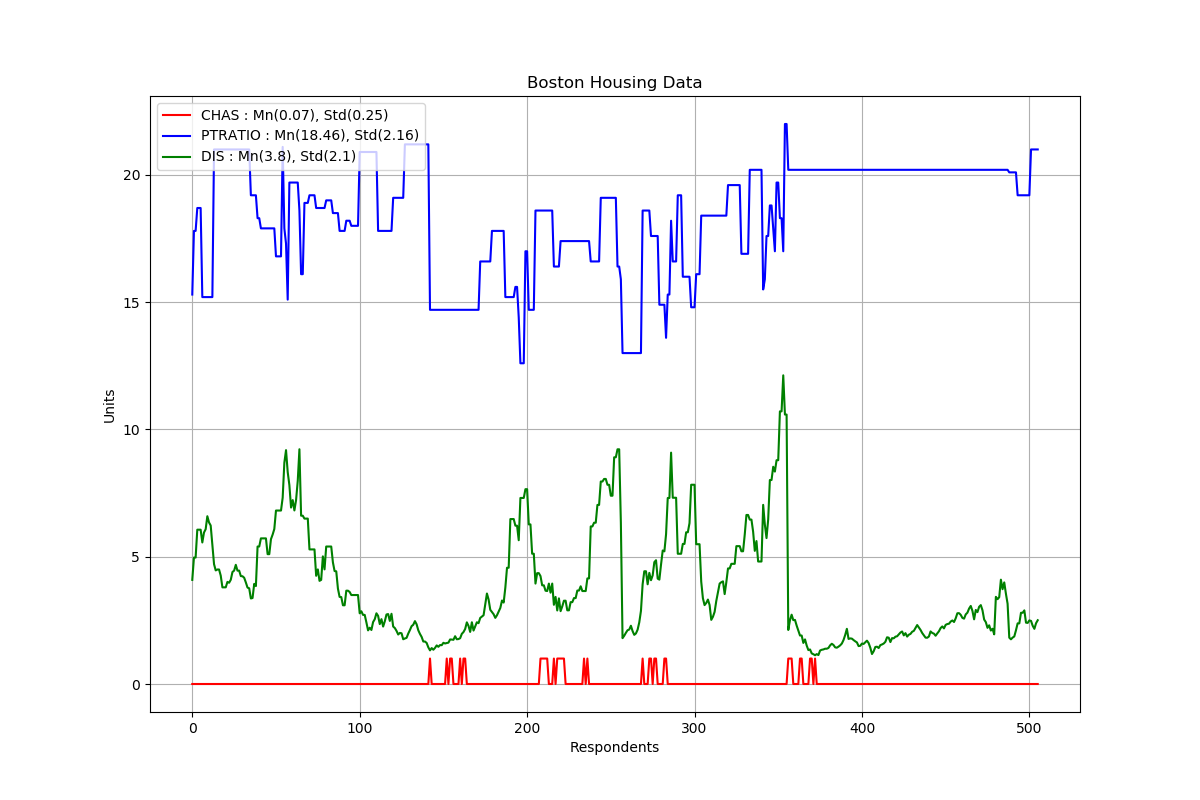 Boston Housing Data
CHAS : Mn(0.07), Std(0.25)
PTRATIO : Mn(18.46), Std(2.16)
DIS : Mn(3.8), Std(2.1)
20
15
10
5
0
Units
0 100 200 300 400 500
Respondents